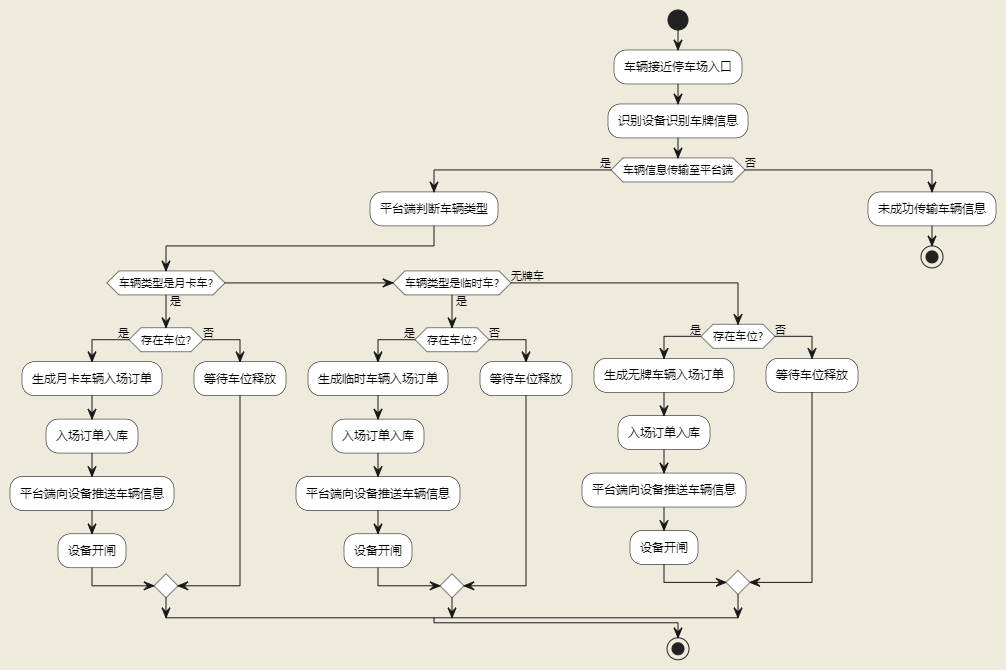 车辆接近停车场入口
识别设备识别车牌信息
是
车辆信息传输至平台端
否
平台端判断车辆类型
未成功传输车辆信息
车辆类型是月卡车?
车辆类型是临时车?
无牌车
是
是
是
存在车位?
否
是
存在车位?
否
是
存在车位?
否
生成月卡车辆入场订单
等待车位释放
生成临时车辆入场订单
等待车位释放
生成无牌车辆入场订单
等待车位释放
入场订单入库
入场订单入库
入场订单入库
平台端向设备推送车辆信息
平台端向设备推送车辆信息
平台端向设备推送车辆信息
设备开闸
设备开闸
设备开闸